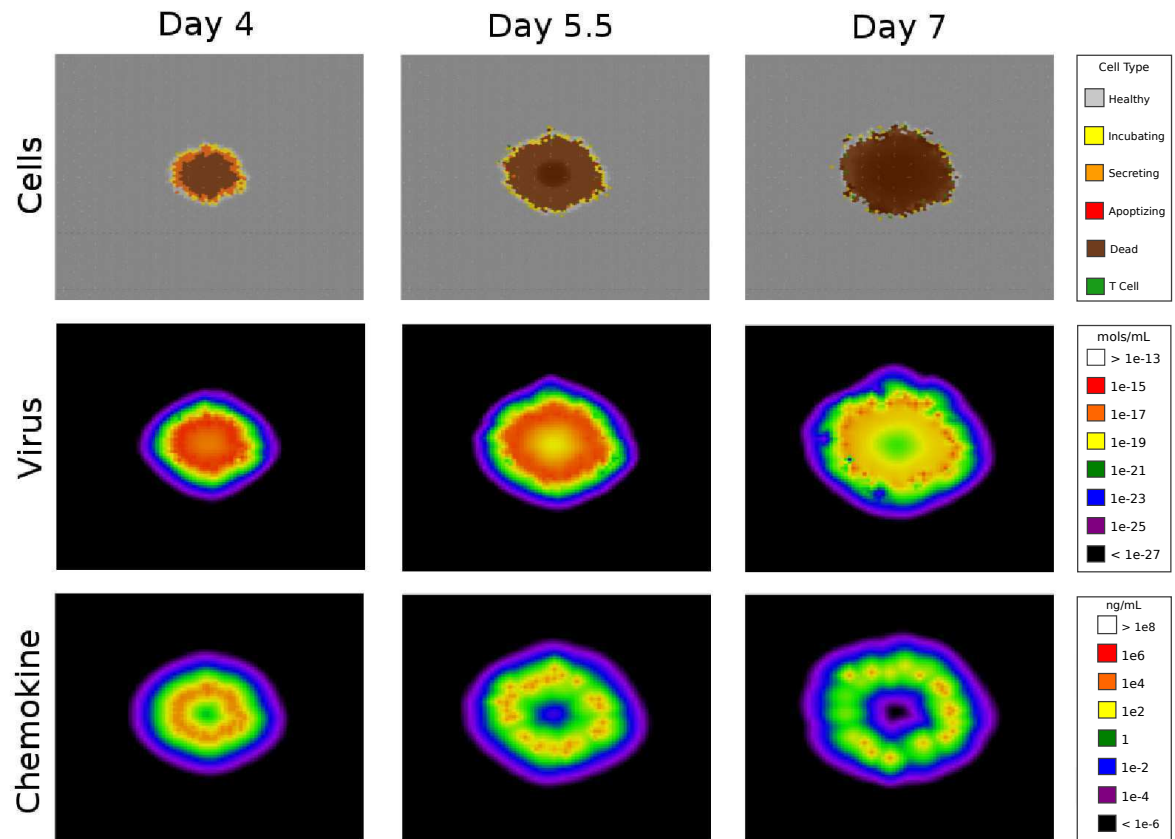 Day 4
Day 5.5
Day 7
Cells
Cell Type
Healthy
Incubating
Secreting
Apoptizing
Dead
T Cell
Virus
mols/mL
> 1e-13
1e-15
1e-17
1e-19
1e-21
1e-23
1e-25
< 1e-27
Chemokine
ng/mL
> 1e8
1e6
1e4
1e2
1
1e-2
1e-4
< 1e-6